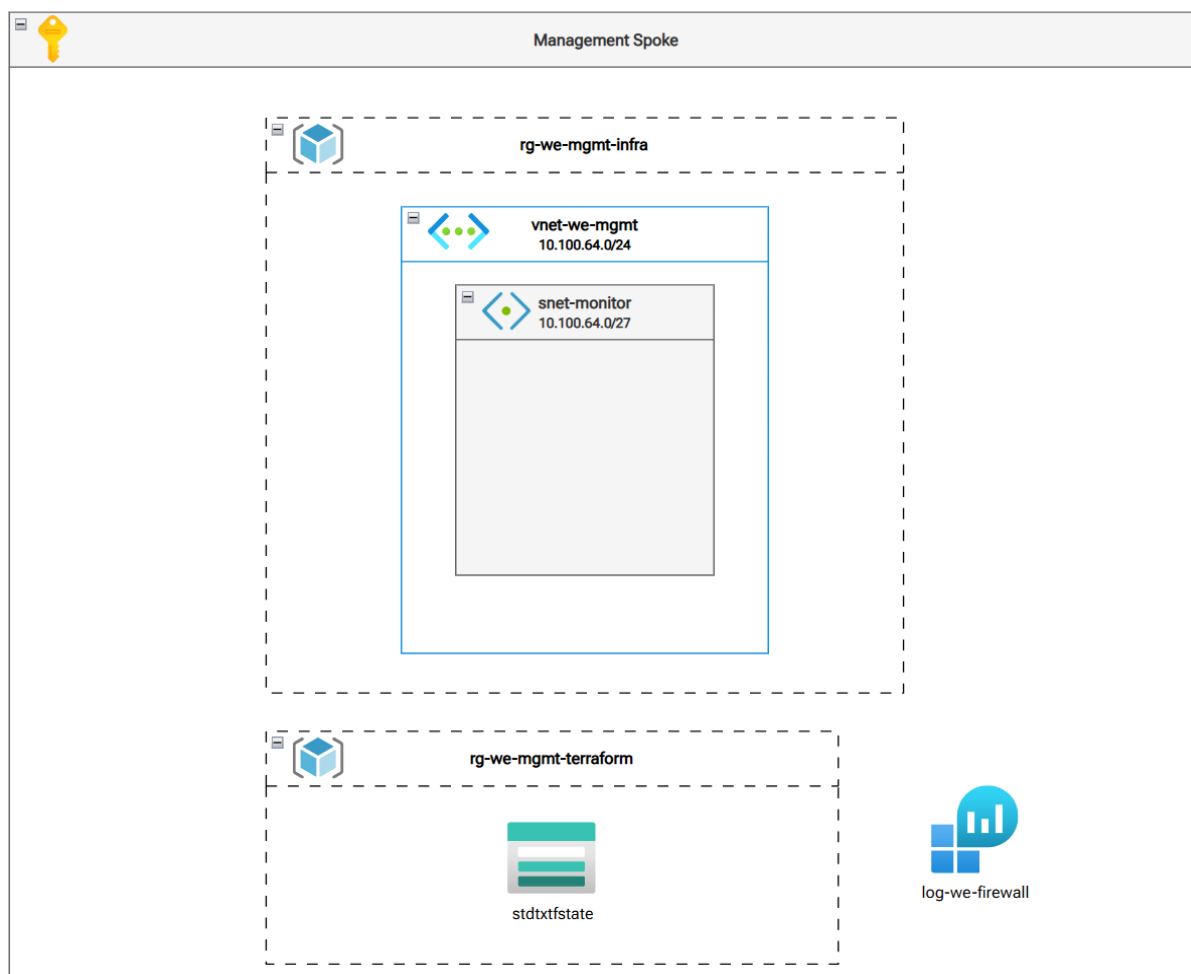 Management Spoke
rg-we-mgmt-infra
vnet-we-mgmt
10.100.64.0/24
snet-monitor
10.100.64.0/27
rg-we-mgmt-terraform
stdtxtfstate
log-we-firewall